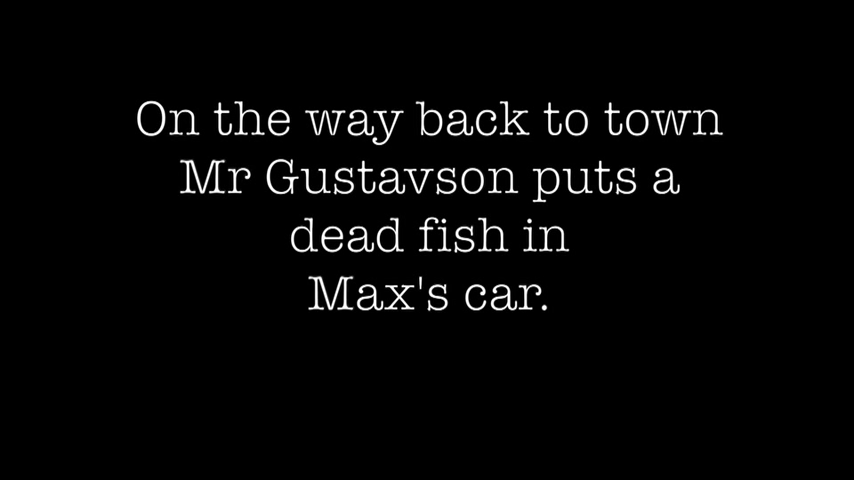 On the way back to town
Mr Gustavson puts a
dead fish in
Max's car.